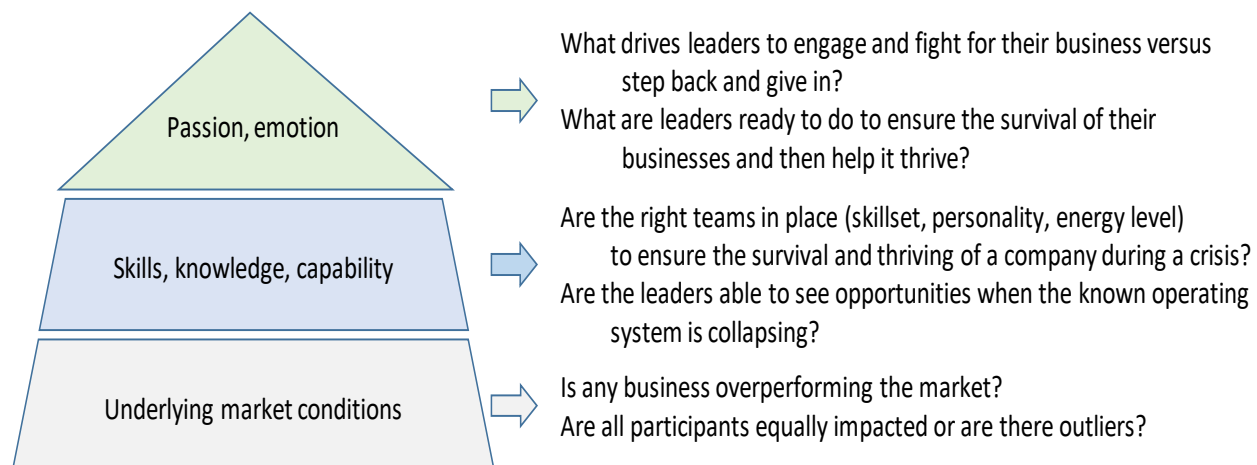 Passion, emotion
What drives leaders to engage and fight for their business versus
step back and give in?
What are leaders ready to do to ensure the survival of their
businesses and then help it thrive?
Skills, knowledge, capability
Are the right teams in place (skillset, personality, energy level)
to ensure the survival and thriving of a company during a crisis?
Are the leaders able to see opportunities when the known operating
system is collapsing?
Underlying market conditions
Is any business overperforming the market?
Are all participants equally impacted or are there outliers?